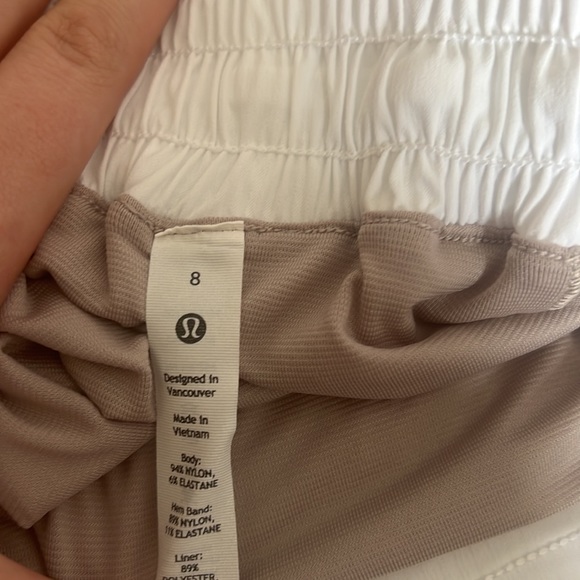 8
Designed in
Vancouver
Made in
Vietnam
Body:
94% NYLON,
6% ELASTANE
Hem Band:
89% NYLON,
11% ELASTANE
Liner:
89%
POLYESTER